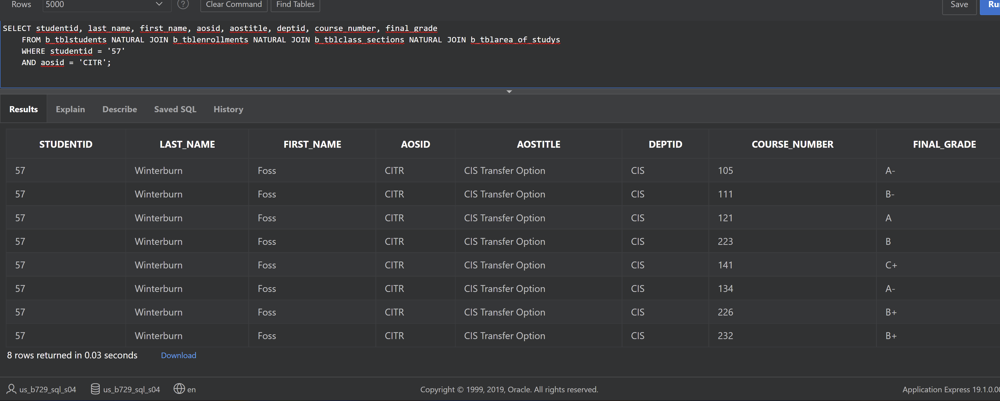 Rows 5000 ? Clear Command Find Tables Save
SELECT studentid, last_name, first_name, aosid, aostitle, deptid, course_number, final_grade
FROM b_tblstudents NATURAL JOIN b_tblenrollments NATURAL JOIN b_tblclass_sections NATURAL JOIN b_tblarea_of_studys
WHERE studentid = '57'
AND aosid = 'CITR';
Results Explain Describe Saved SQL History
STUDENTID LAST_NAME FIRST_NAME AOSID AOSTITLE DEPTID COURSE_NUMBER FINAL_GRADE
57 Winterburn Foss CITR CIS Transfer Option CIS 105 A-
57 Winterburn Foss CITR CIS Transfer Option CIS 111 B-
57 Winterburn Foss CITR CIS Transfer Option CIS 121 A
57 Winterburn Foss CITR CIS Transfer Option CIS 223 B
57 Winterburn Foss CITR CIS Transfer Option CIS 141 C+
57 Winterburn Foss CITR CIS Transfer Option CIS 134 A-
57 Winterburn Foss CITR CIS Transfer Option CIS 226 B+
57 Winterburn Foss CITR CIS Transfer Option CIS 232 B+
8 rows returned in 0.03 seconds Download
us_b729_sql_s04 us_b729_sql_s04 en Copyright © 1999, 2019, Oracle. All rights reserved. Application Express